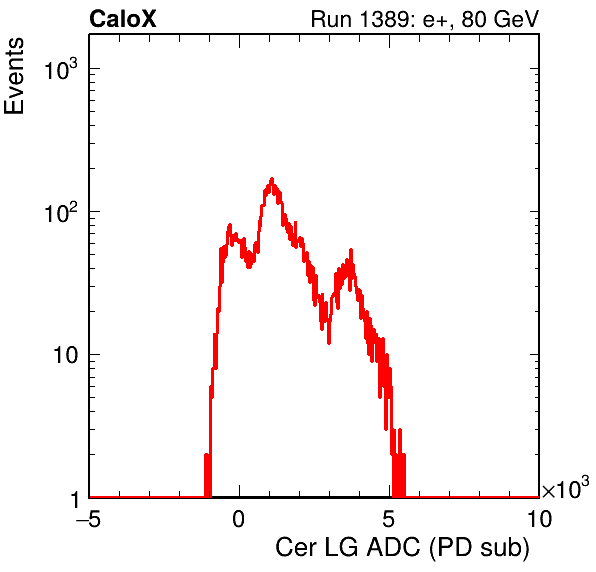 CaloX Run 1389: e+, 80 GeV
Events
10³
10²
10
1
−5 0 5 10 ×10³
Cer LG ADC (PD sub)